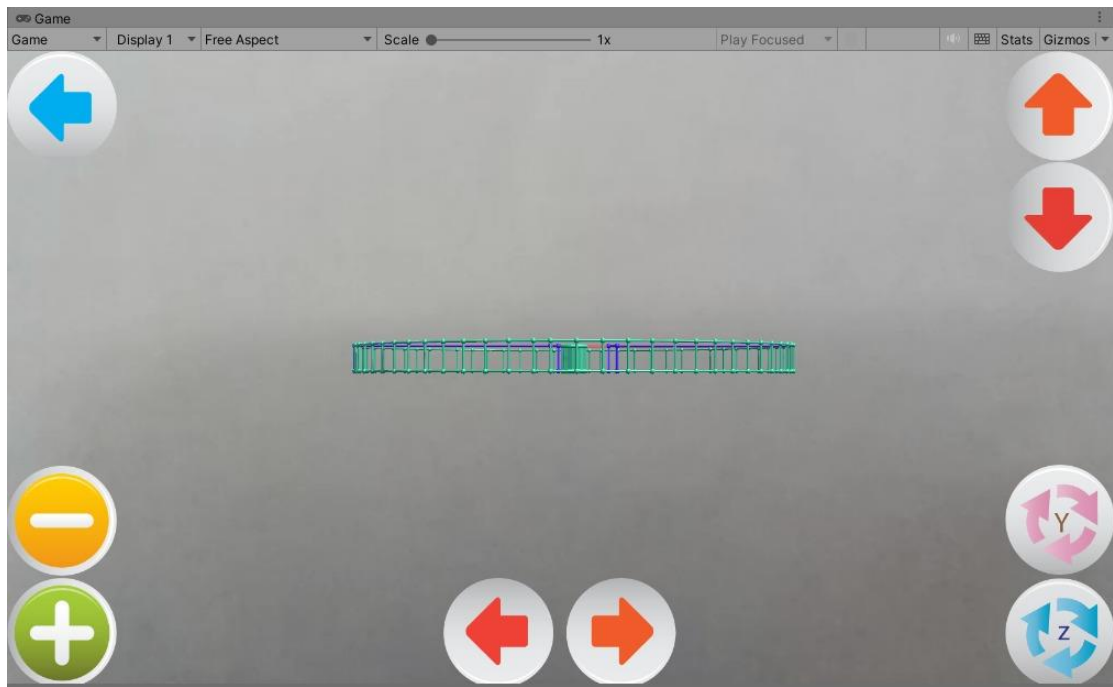 Game
Game Display 1 Free Aspect Scale 1x Play Focused Stats Gizmos
Y
Z